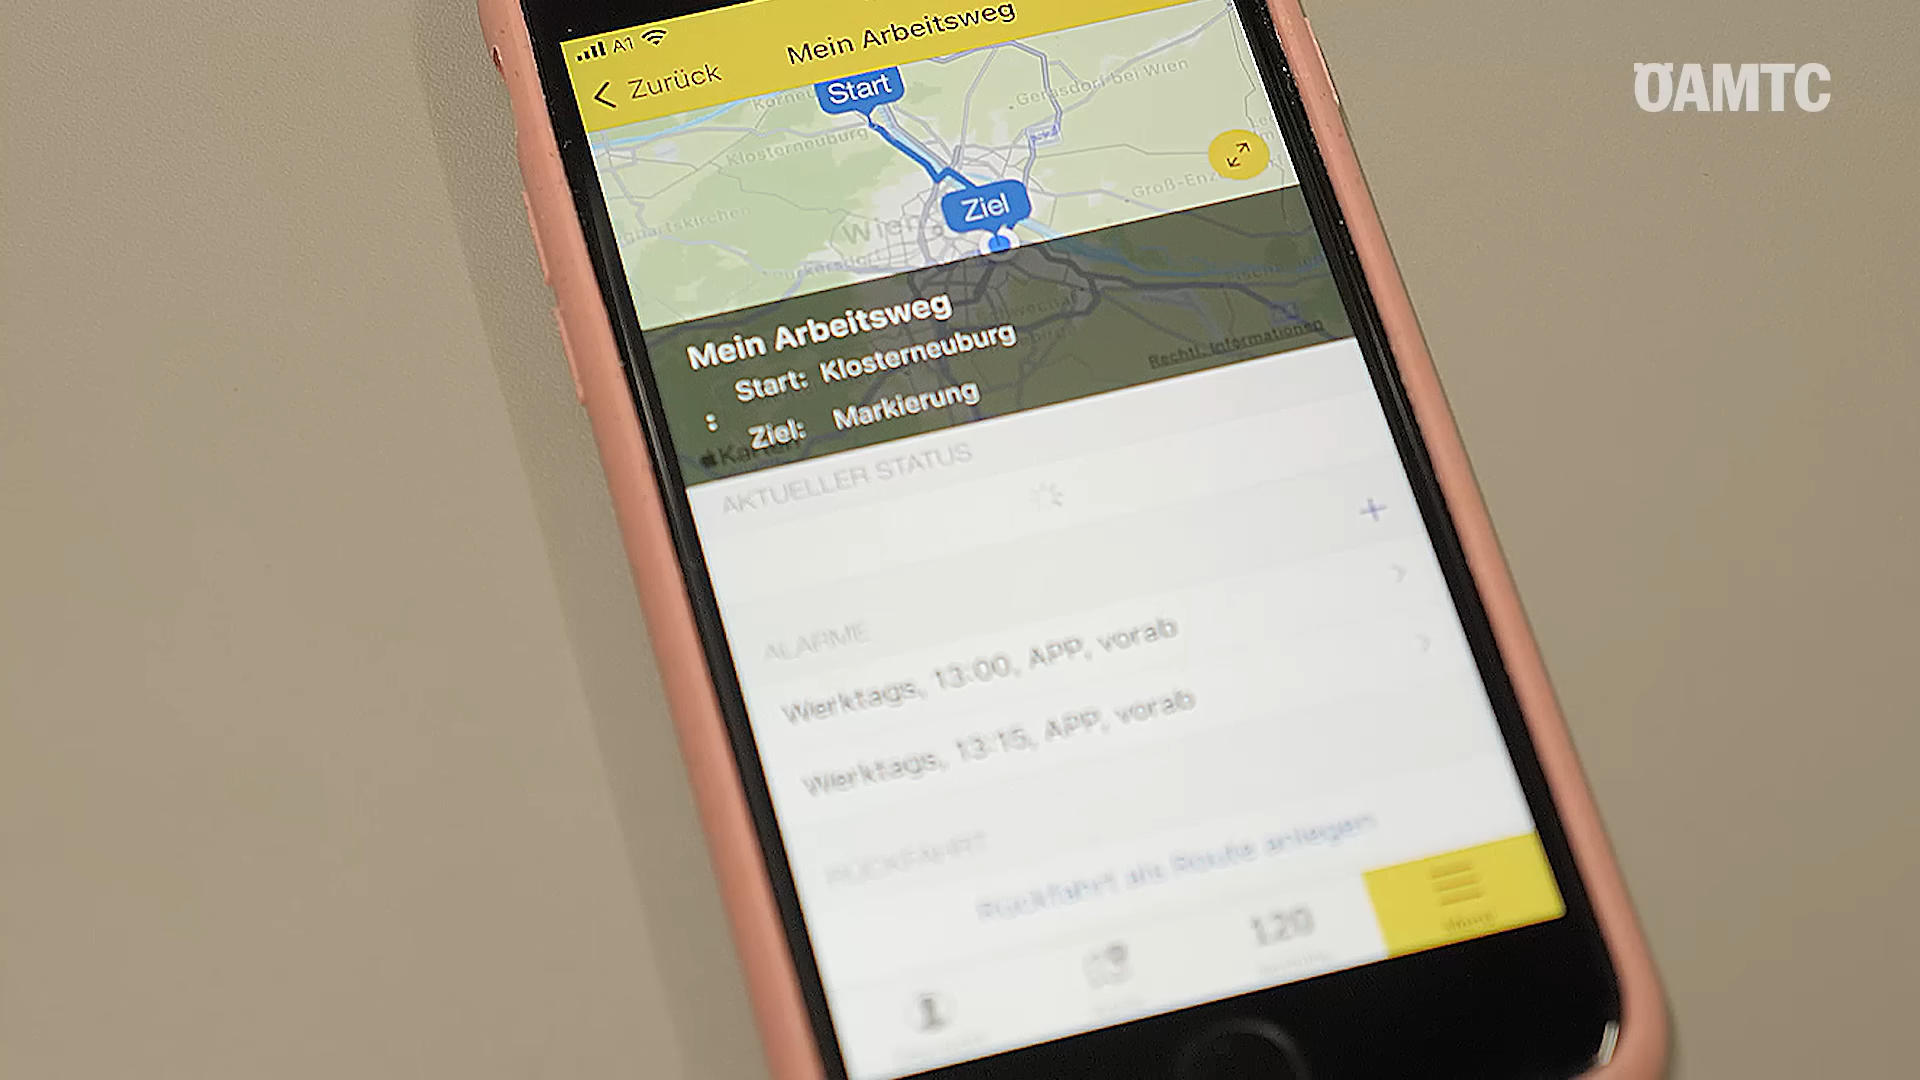 A1
Mein Arbeitsweg
Zurück
ÖAMTC
Start
Gerasdorf bei Wien
Klosterneuburg
Ziel
Wien
Mein Arbeitsweg
Start: Klosterneuburg
: Ziel: Markierung
Rechtl. Informationen
Karten
AKTUELLER STATUS
+
ALARME
Werktags, 13:00, APP, vorab
Werktags, 13:15, APP, vorab
RÜCKFAHRT
Rückfahrt als Route anlegen
120